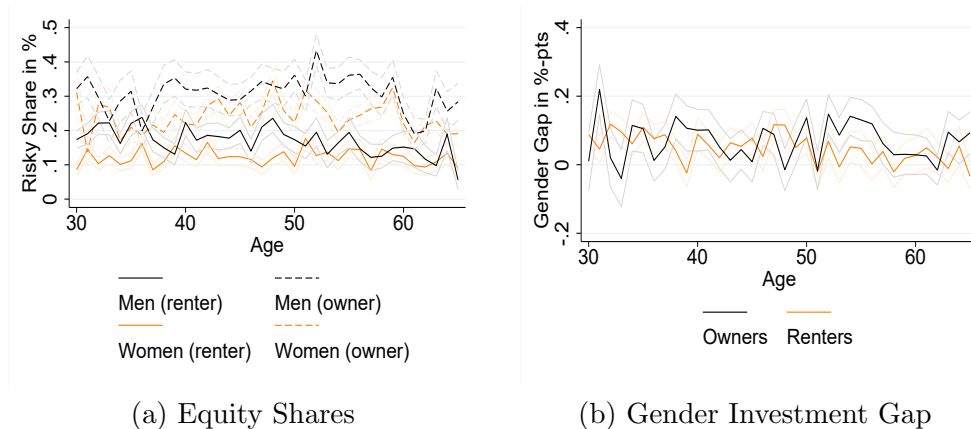 Risky Share in %
.5
.4
.3
.2
.1
0
30 40 50 60
Age
Men (renter) Men (owner)
Women (renter) Women (owner)
(a) Equity Shares
Gender Gap in %-pts
.4
.2
0
-.2
30 40 50 60
Age
Owners Renters
(b) Gender Investment Gap